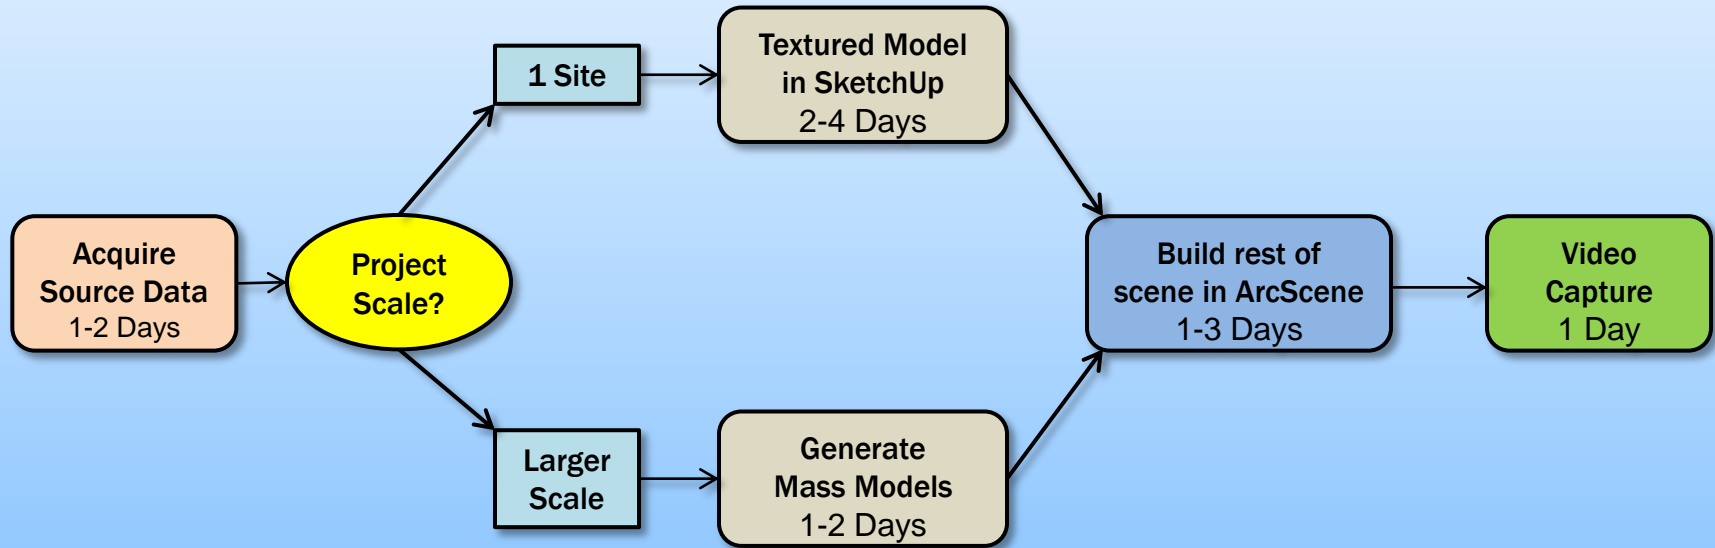 Acquire
Source Data
1-2 Days
Project
Scale?
1 Site
Textured Model
in SketchUp
2-4 Days
Larger
Scale
Generate
Mass Models
1-2 Days
Build rest of
scene in ArcScene
1-3 Days
Video
Capture
1 Day